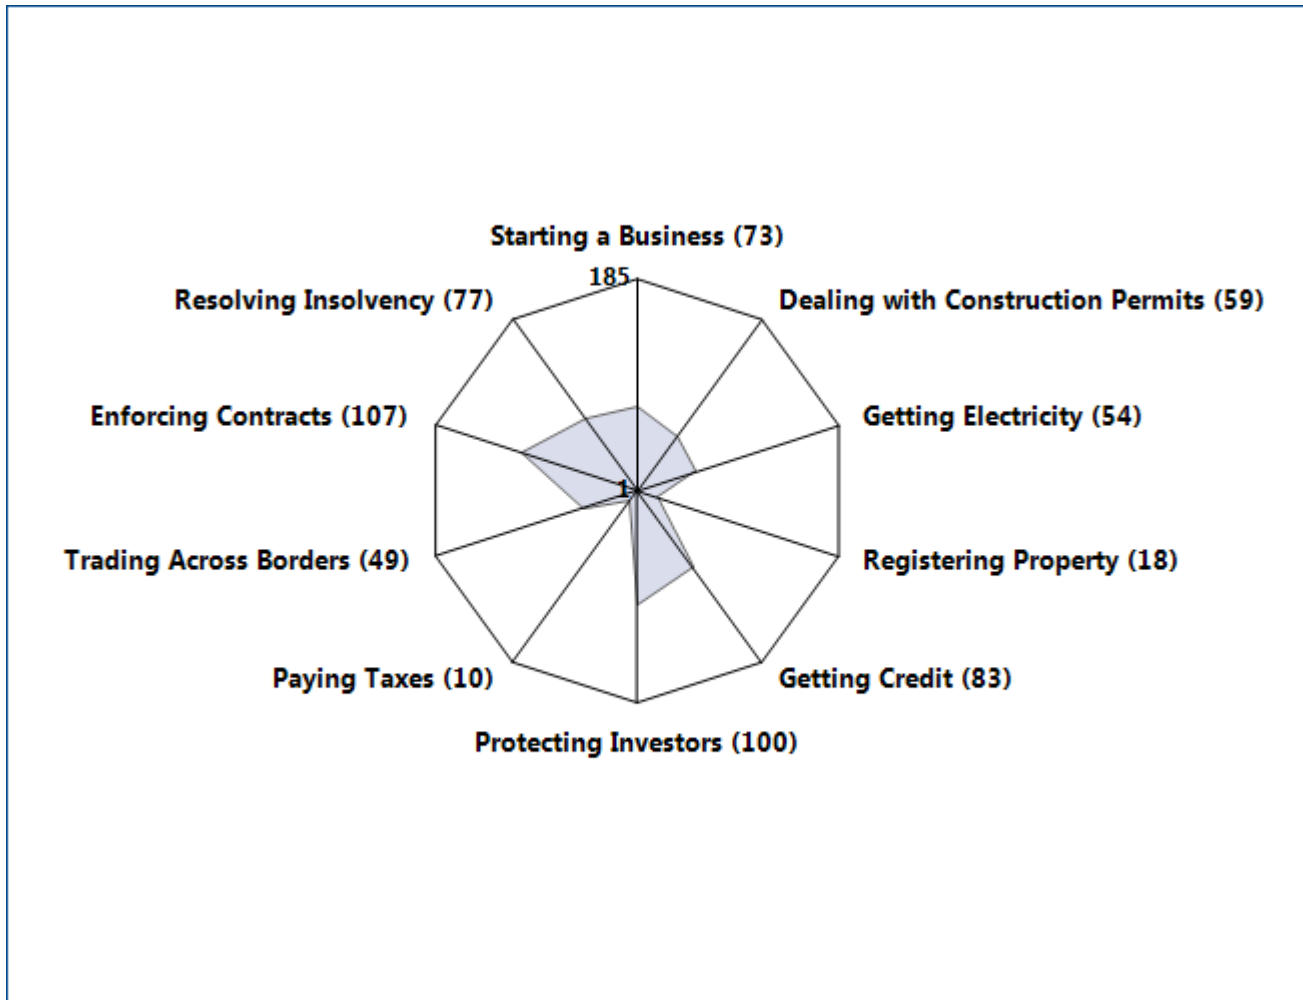 Starting a Business (73)
185
Resolving Insolvency (77)
Dealing with Construction Permits (59)
Enforcing Contracts (107)
Getting Electricity (54)
1
Trading Across Borders (49)
Registering Property (18)
Paying Taxes (10)
Getting Credit (83)
Protecting Investors (100)